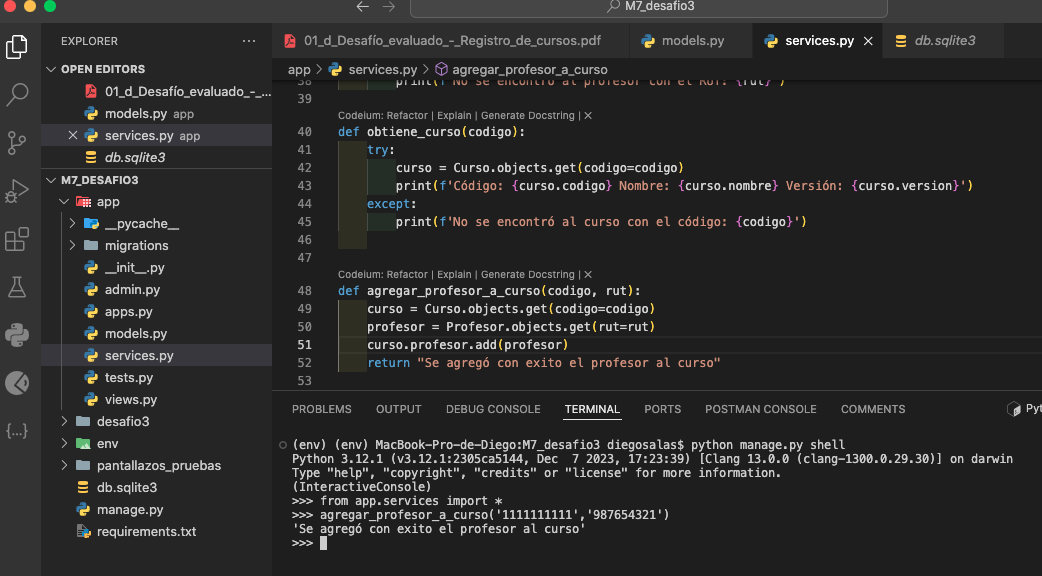 M7_desafio3
EXPLORER
OPEN EDITORS
01_d_Desafío_evaluado_-_...
models.py app
services.py app
db.sqlite3
M7_DESAFIO3
app
__pycache__
migrations
__init__.py
admin.py
apps.py
models.py
services.py
tests.py
views.py
desafio3
env
pantallazos_pruebas
db.sqlite3
manage.py
requirements.txt
01_d_Desafío_evaluado_-_Registro_de_cursos.pdf
models.py
services.py
db.sqlite3
app > services.py > agregar_profesor_a_curso
38 print(f'No se encontró al profesor con el Rut: {rut}')
39
Codeium: Refactor | Explain | Generate Docstring | X
40 def obtiene_curso(codigo):
41 try:
42 curso = Curso.objects.get(codigo=codigo)
43 print(f'Código: {curso.codigo} Nombre: {curso.nombre} Versión: {curso.version}')
44 except:
45 print(f'No se encontró al curso con el código: {codigo}')
46
47
Codeium: Refactor | Explain | Generate Docstring | X
48 def agregar_profesor_a_curso(codigo, rut):
49 curso = Curso.objects.get(codigo=codigo)
50 profesor = Profesor.objects.get(rut=rut)
51 curso.profesor.add(profesor)
52 return "Se agregó con exito el profesor al curso"
53
PROBLEMS OUTPUT DEBUG CONSOLE TERMINAL PORTS POSTMAN CONSOLE COMMENTS Pyt
(env) (env) MacBook-Pro-de-Diego:M7_desafio3 diegosalas$ python manage.py shell
Python 3.12.1 (v3.12.1:2305ca5144, Dec  7 2023, 17:23:39) [Clang 13.0.0 (clang-1300.0.29.30)] on darwin
Type "help", "copyright", "credits" or "license" for more information.
(InteractiveConsole)
>>> from app.services import *
>>> agregar_profesor_a_curso('1111111111','987654321')
'Se agregó con exito el profesor al curso'
>>>